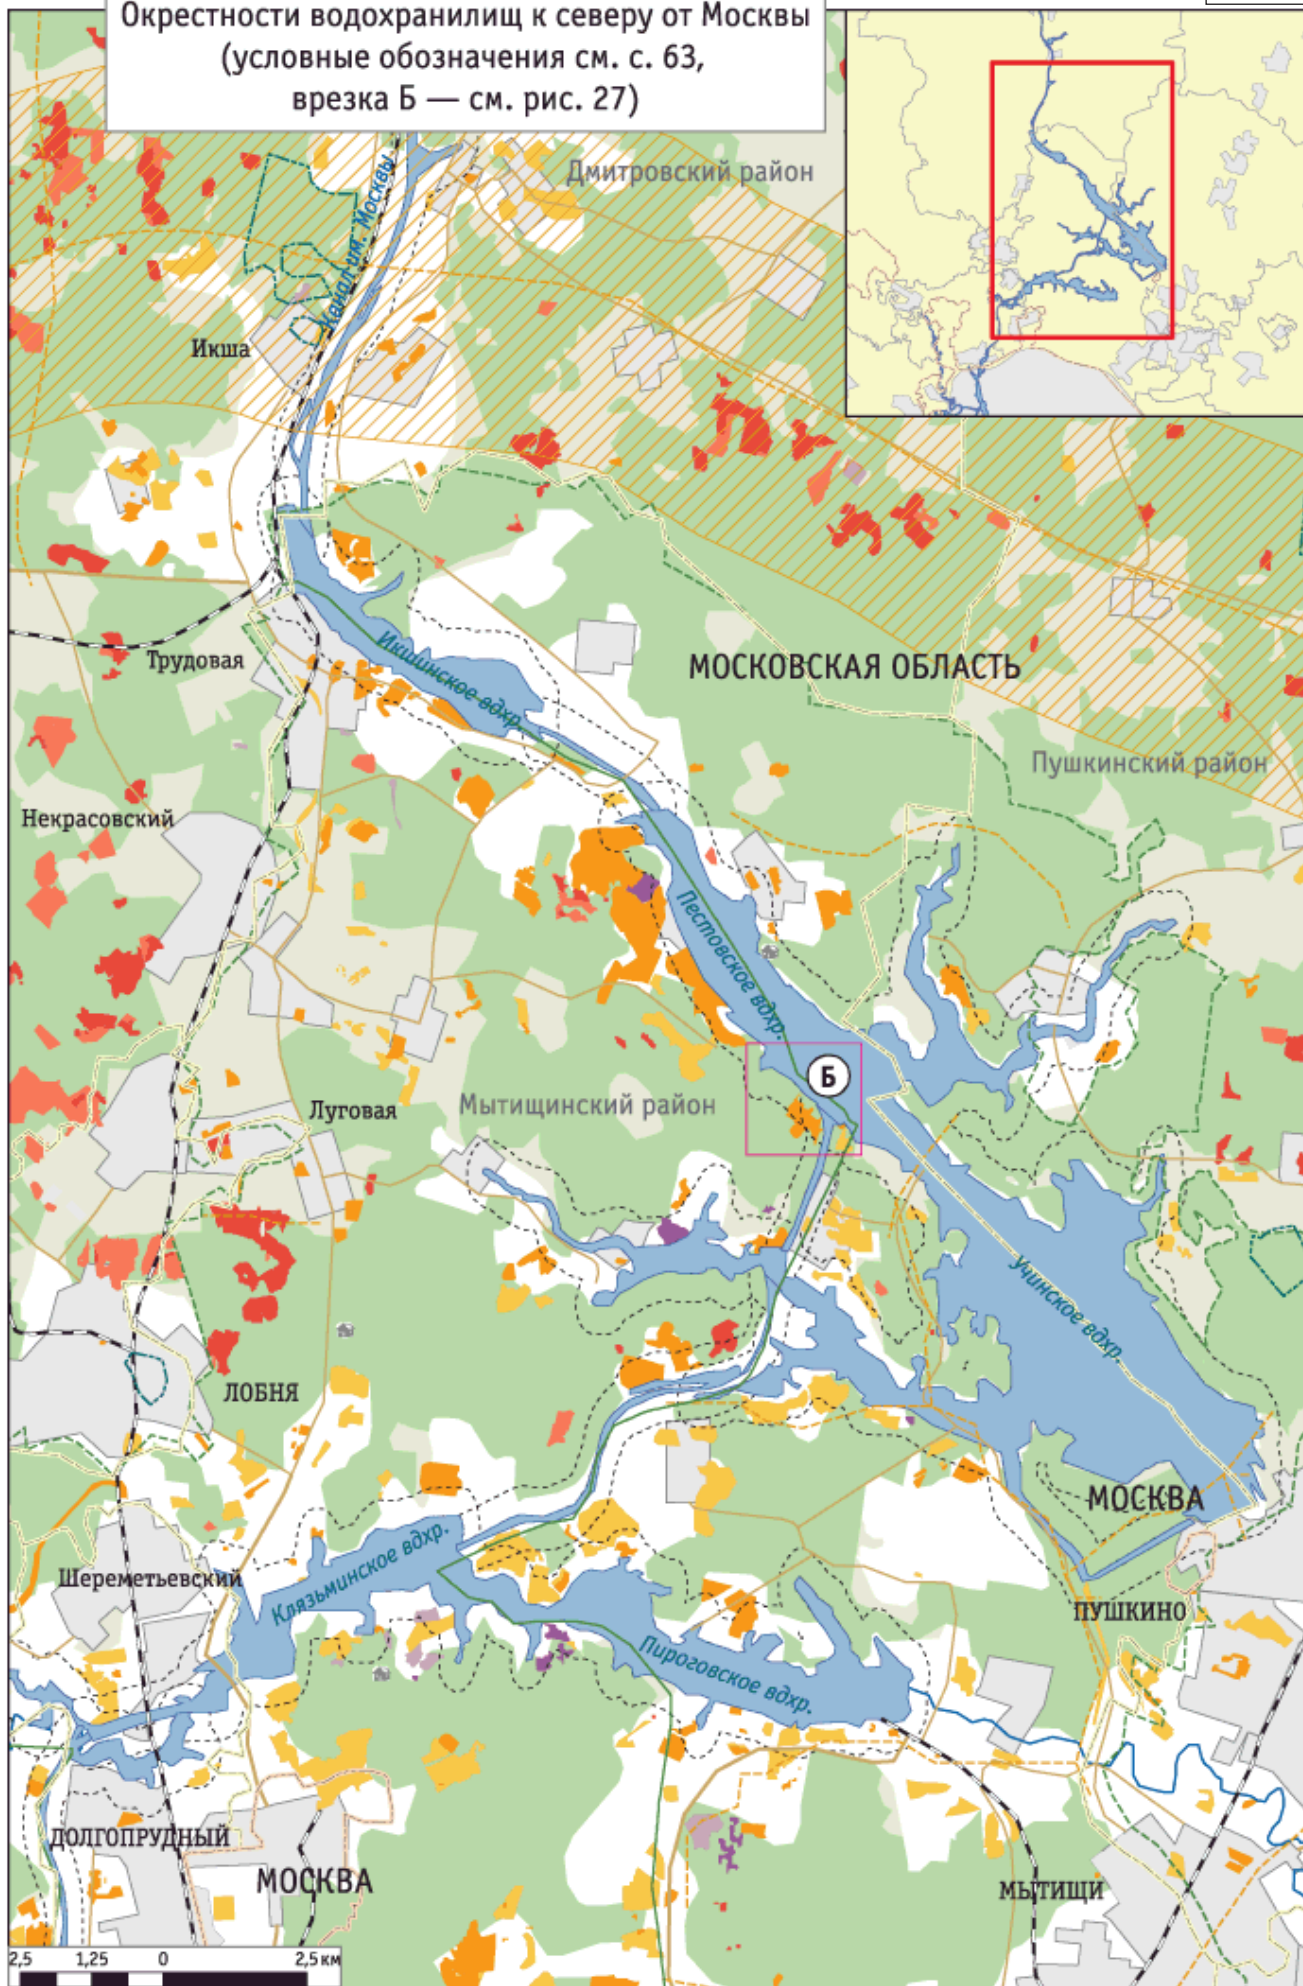 Окрестности водохранилищ к северу от Москвы
(условные обозначения см. с. 63,
врезка Б — см. рис. 27)
Дмитровский район
Канал им. Москвы
Икша
Трудовая
Икшинское вдхр.
МОСКОВСКАЯ ОБЛАСТЬ
Пушкинский район
Некрасовский
Пестовское вдхр.
Б
Луговая
Мытищинский район
Учинское вдхр.
ЛОБНЯ
МОСКВА
Шереметьевский
Клязьминское вдхр.
ПУШКИНО
Пироговское вдхр.
ДОЛГОПРУДНЫЙ
МОСКВА
МЫТИЩИ
2,5 1,25 0 2,5 км